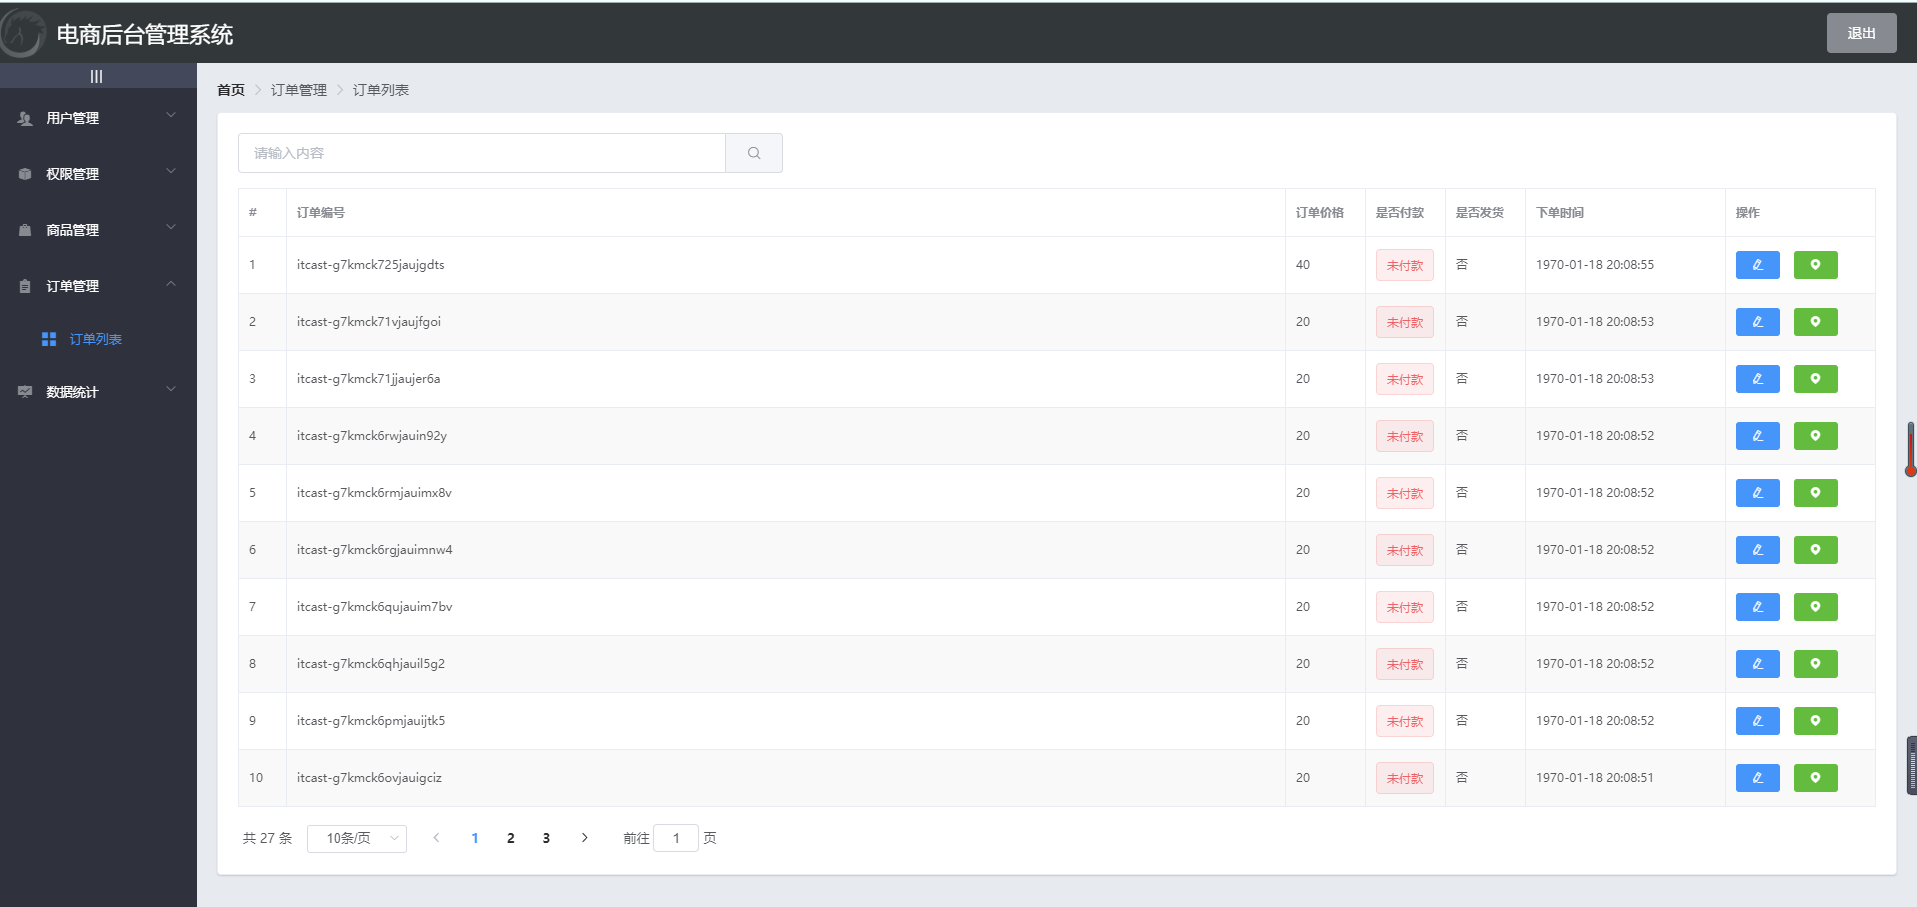 电商后台管理系统
退出
用户管理
权限管理
商品管理
订单管理
订单列表
数据统计
首页 订单管理 订单列表
请输入内容
# 订单编号 订单价格 是否付款 是否发货 下单时间 操作
1 itcast-g7kmck725jaujgdts 40 未付款 否 1970-01-18 20:08:55
2 itcast-g7kmck71vjaujfgoi 20 未付款 否 1970-01-18 20:08:53
3 itcast-g7kmck71jjaujer6a 20 未付款 否 1970-01-18 20:08:53
4 itcast-g7kmck6rwjauin92y 20 未付款 否 1970-01-18 20:08:52
5 itcast-g7kmck6rmjauimx8v 20 未付款 否 1970-01-18 20:08:52
6 itcast-g7kmck6rgjauimnw4 20 未付款 否 1970-01-18 20:08:52
7 itcast-g7kmck6qujauim7bv 20 未付款 否 1970-01-18 20:08:52
8 itcast-g7kmck6qhjauil5g2 20 未付款 否 1970-01-18 20:08:52
9 itcast-g7kmck6pmjauijtk5 20 未付款 否 1970-01-18 20:08:52
10 itcast-g7kmck6ovjauigciz 20 未付款 否 1970-01-18 20:08:51
共 27 条 10条/页 1 2 3 前往 1 页